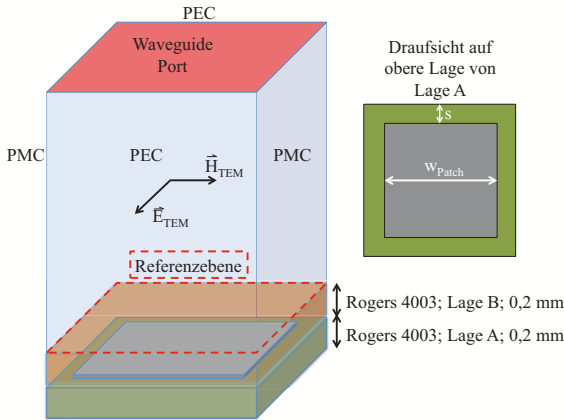 PEC
Waveguide
Port
Draufsicht auf
obere Lage von
Lage A
s
PMC
PEC
PMC
H⃗TEM
E⃗TEM
wPatch
Referenzebene
Rogers 4003; Lage B; 0,2 mm
Rogers 4003; Lage A; 0,2 mm